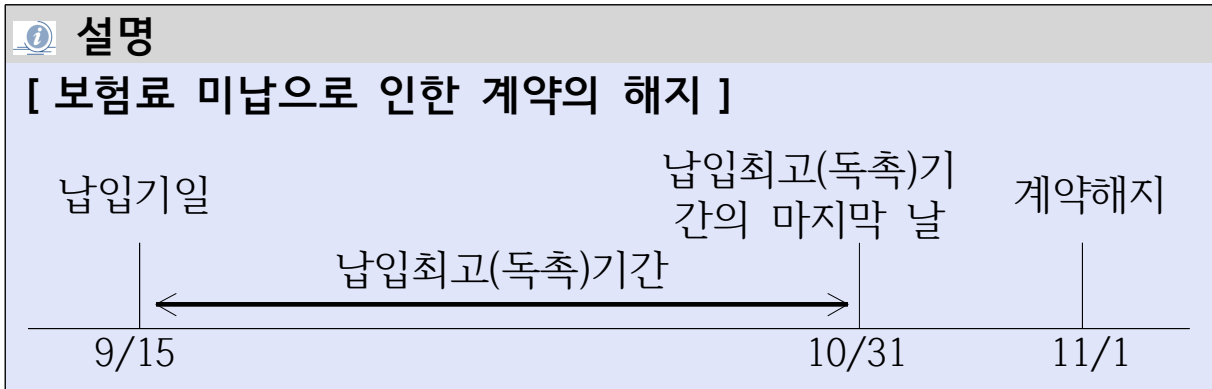 설명
[ 보험료 미납으로 인한 계약의 해지 ]
납입기일
납입최고(독촉)기
간의 마지막 날
계약해지
납입최고(독촉)기간
9/15
10/31
11/1